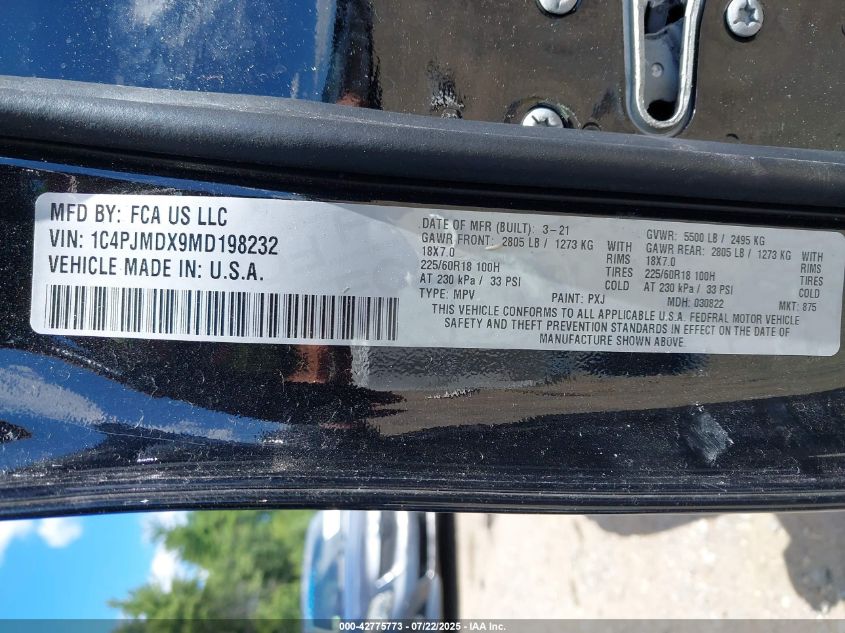 MFD BY: FCA US LLC
VIN: 1C4PJMDX9MD198232
VEHICLE MADE IN: U.S.A.
DATE OF MFR (BUILT): 3-21 GVWR: 5500 LB / 2495 KG
GAWR FRONT: 2805 LB / 1273 KG WITH GAWR REAR: 2805 LB / 1273 KG WITH
18X7.0 RIMS 18X7.0 RIMS
225/60R18 100H TIRES 225/60R18 100H TIRES
AT 230 kPa / 33 PSI COLD AT 230 kPa / 33 PSI COLD
TYPE: MPV PAINT: PXJ MDH: 030822 MKT: 875
THIS VEHICLE CONFORMS TO ALL APPLICABLE U.S.A. FEDERAL MOTOR VEHICLE
SAFETY AND THEFT PREVENTION STANDARDS IN EFFECT ON THE DATE OF
MANUFACTURE SHOWN ABOVE.
000-42775773 - 07/22/2025 - IAA Inc.